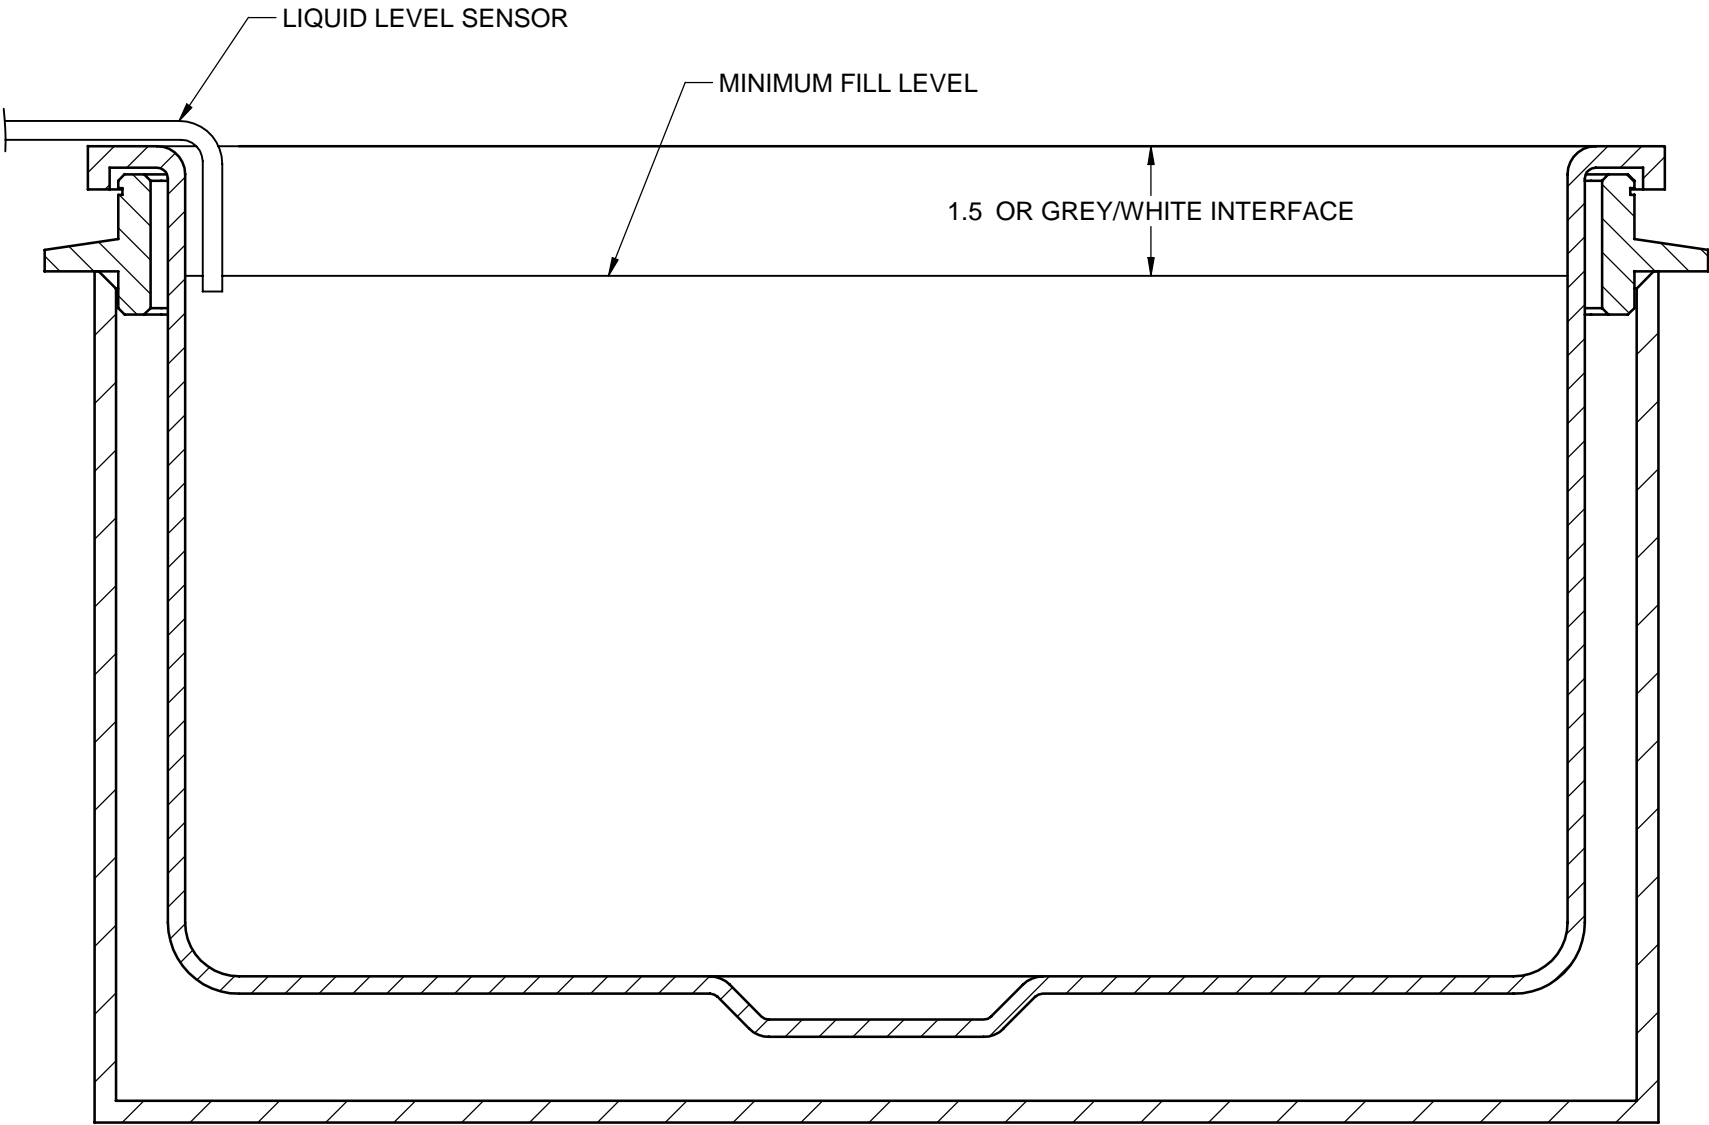 LIQUID LEVEL SENSOR
MINIMUM FILL LEVEL
1.5 OR GREY/WHITE INTERFACE